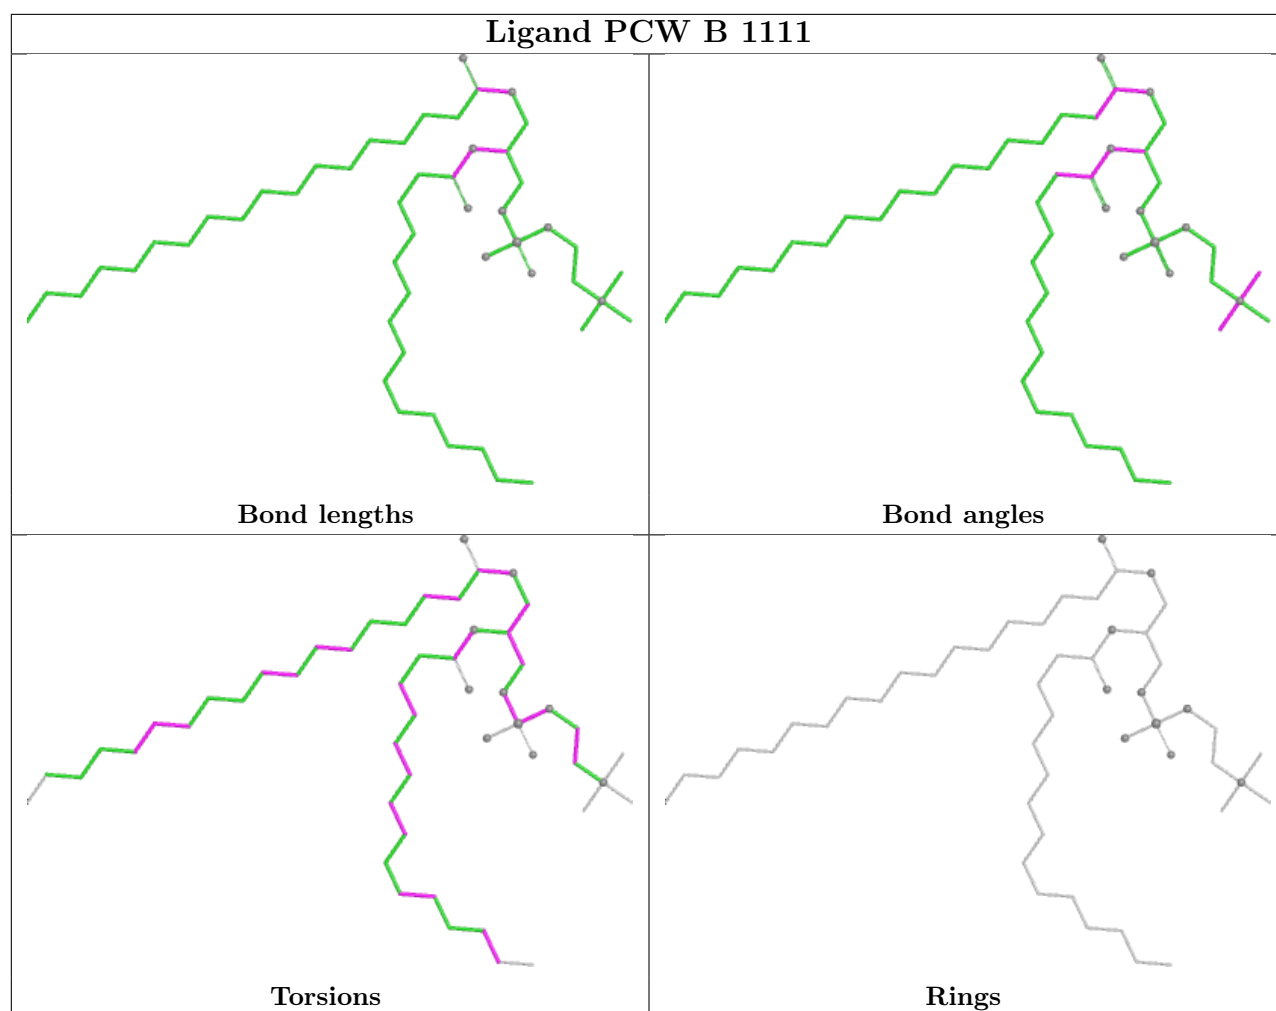 Ligand PCW B 1111
Bond lengths
Bond angles
Torsions
Rings